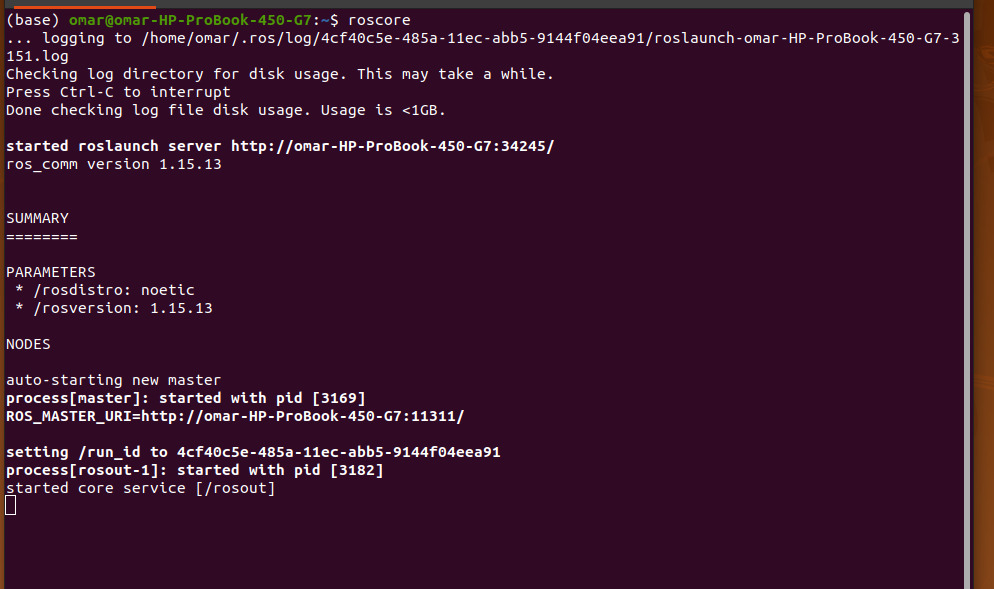 (base) omar@omar-HP-ProBook-450-G7:~$ roscore
... logging to /home/omar/.ros/log/4cf40c5e-485a-11ec-abb5-9144f04eea91/roslaunch-omar-HP-ProBook-450-G7-3
151.log
Checking log directory for disk usage. This may take a while.
Press Ctrl-C to interrupt
Done checking log file disk usage. Usage is <1GB.
started roslaunch server http://omar-HP-ProBook-450-G7:34245/
ros_comm version 1.15.13
SUMMARY
========
PARAMETERS
* /rosdistro: noetic
* /rosversion: 1.15.13
NODES
auto-starting new master
process[master]: started with pid [3169]
ROS_MASTER_URI=http://omar-HP-ProBook-450-G7:11311/
setting /run_id to 4cf40c5e-485a-11ec-abb5-9144f04eea91
process[rosout-1]: started with pid [3182]
started core service [/rosout]